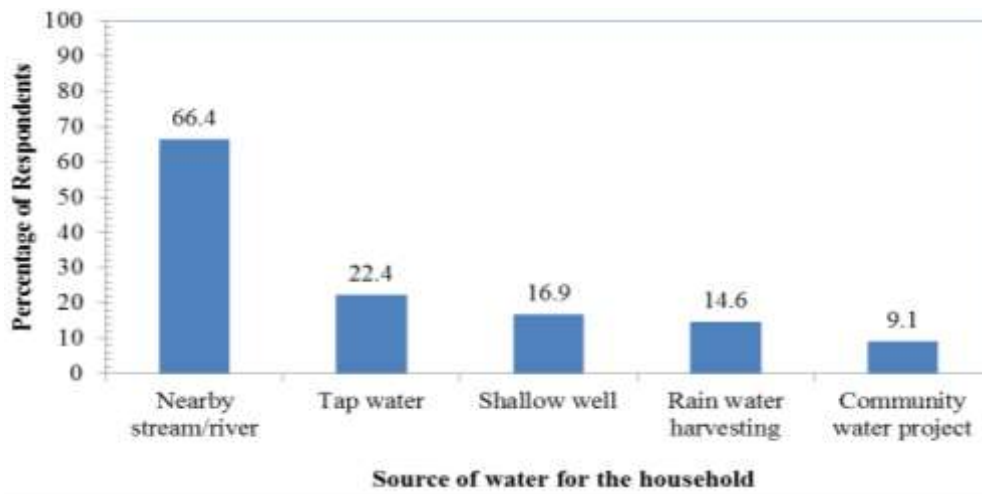 Percentage of Respondents
100
90
80
70
60
50
40
30
20
10
0
66.4
22.4
16.9
14.6
9.1
Nearby
stream/river
Tap water
Shallow well
Rain water
harvesting
Community
water project
Source of water for the household